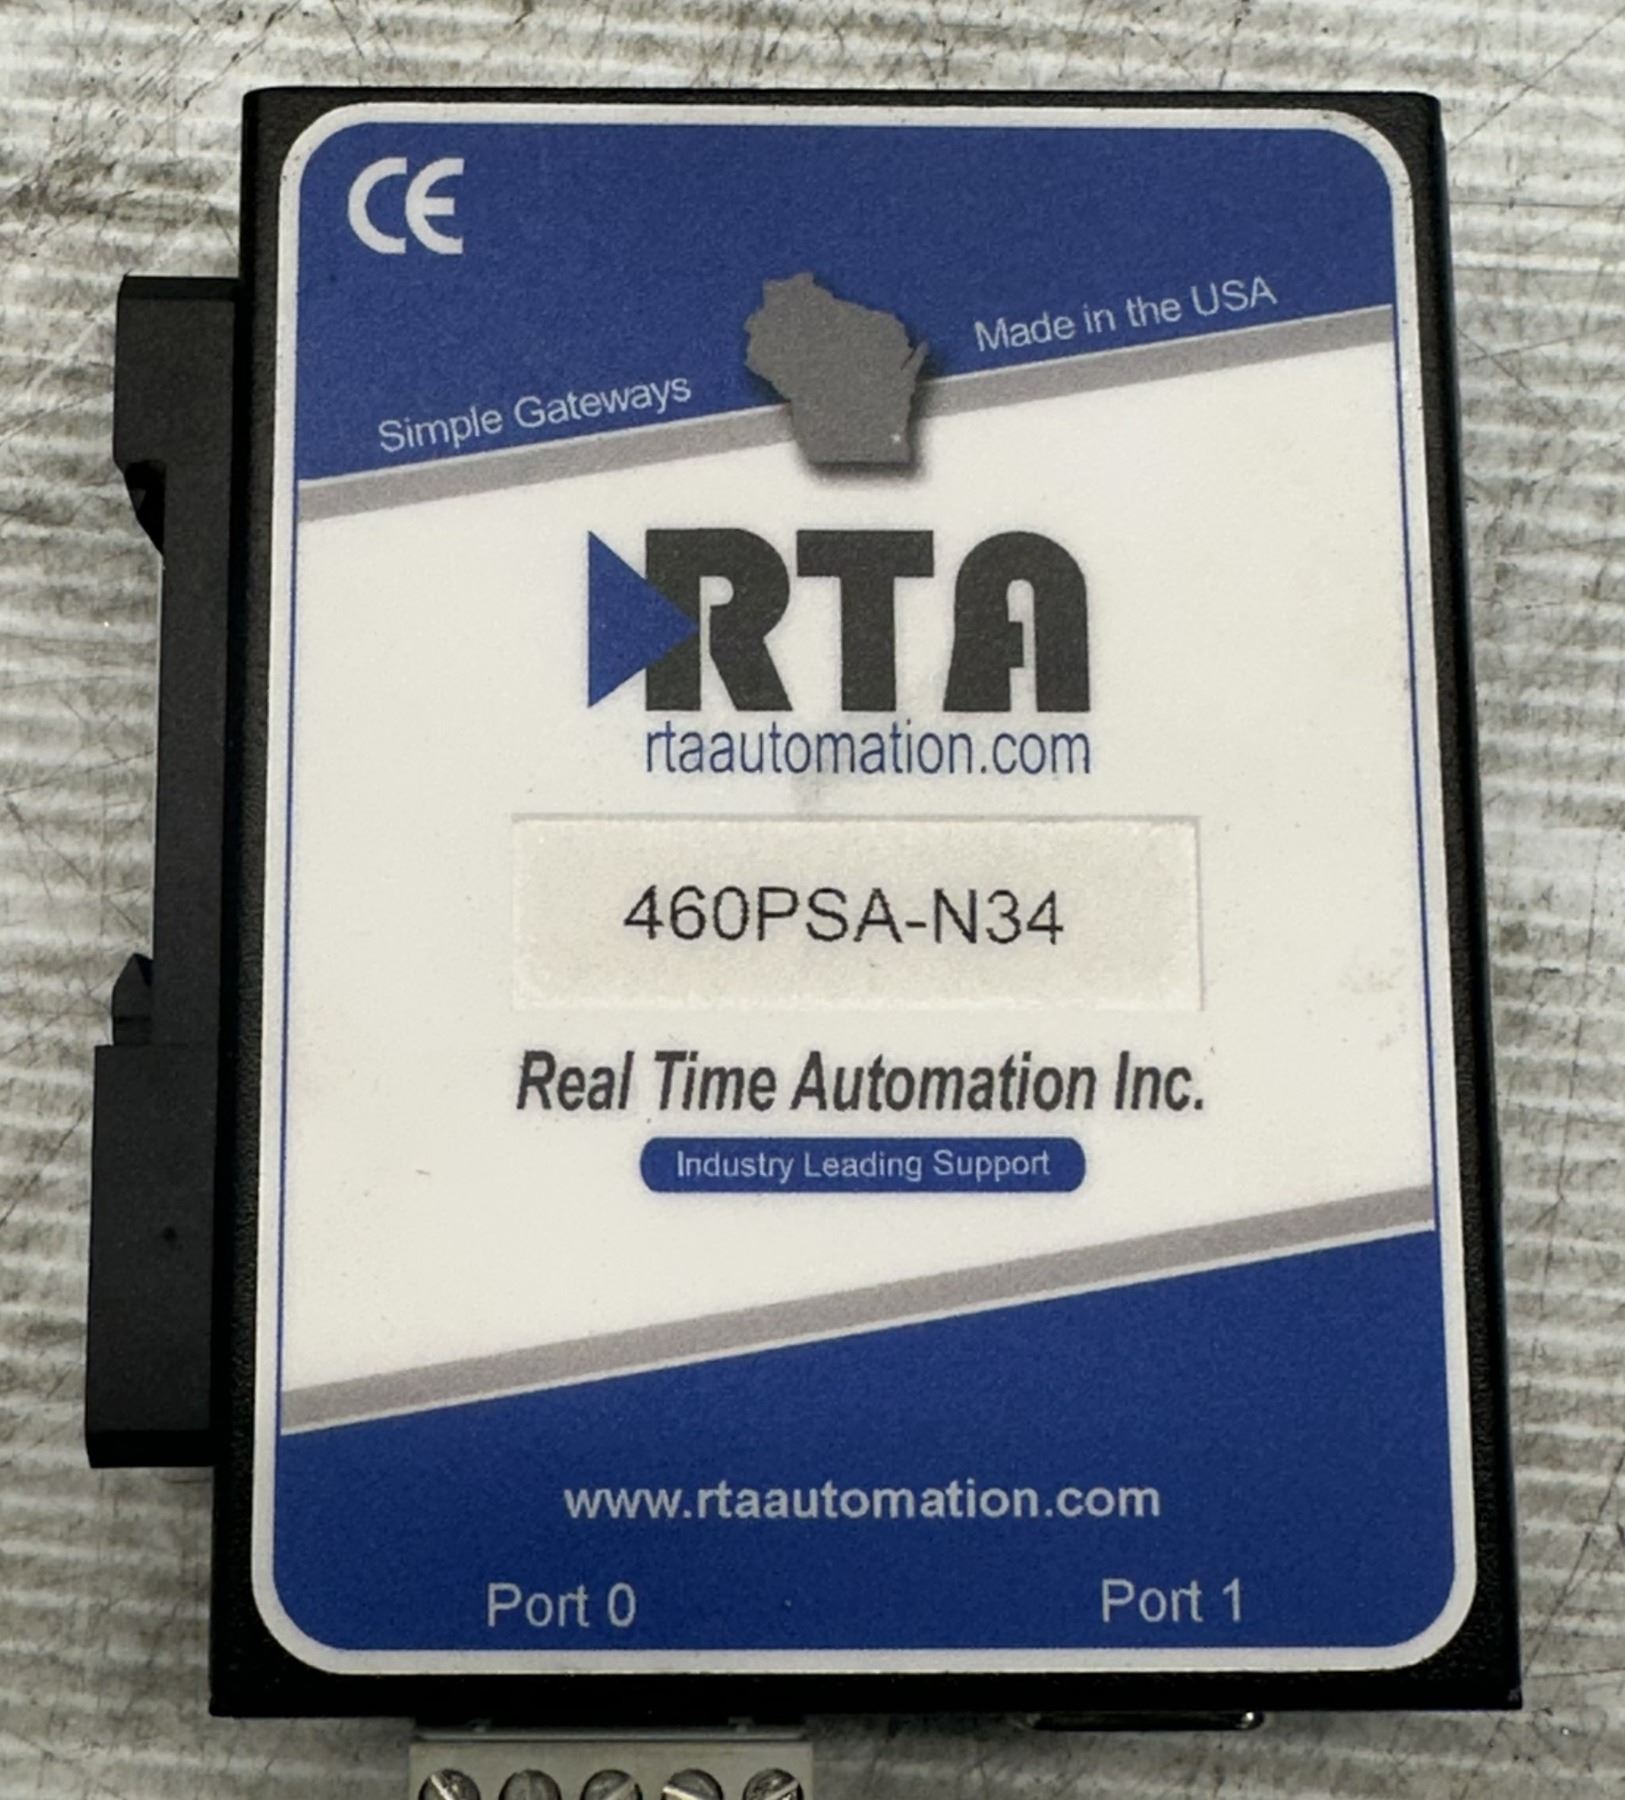 CE
Made in the USA
Simple Gateways
RTA
rtaautomation.com
460PSA-N34
Real Time Automation Inc.
Industry Leading Support
www.rtaautomation.com
Port 0
Port 1